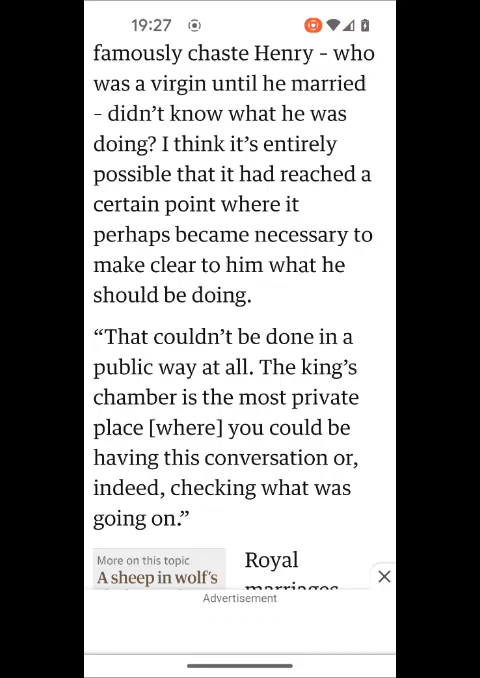 19:27
famously chaste Henry – who
was a virgin until he married
– didn’t know what he was
doing? I think it’s entirely
possible that it had reached a
certain point where it
perhaps became necessary to
make clear to him what he
should be doing.
“That couldn’t be done in a
public way at all. The king’s
chamber is the most private
place [where] you could be
having this conversation or,
indeed, checking what was
going on.”
More on this topic
A sheep in wolf’s
Royal
marriages
Advertisement